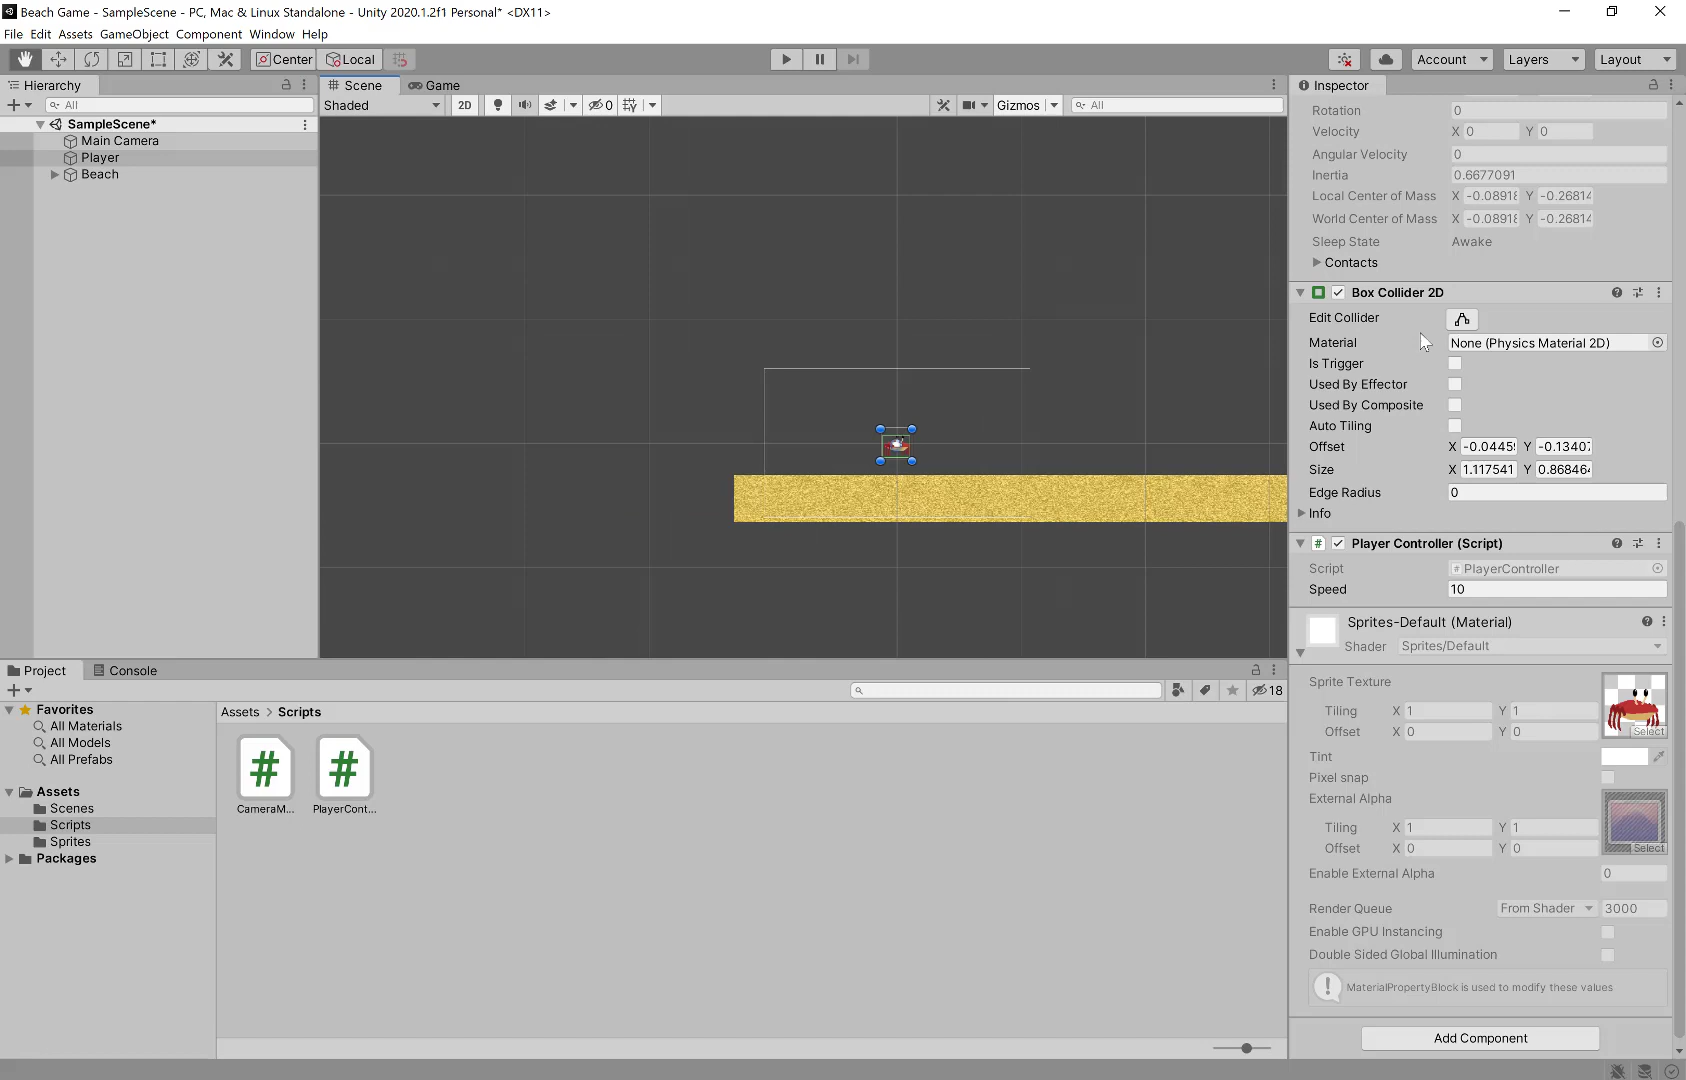 Beach Game - SampleScene - PC, Mac & Linux Standalone - Unity 2020.1.2f1 Personal* <DX11>
File Edit Assets GameObject Component Window Help
Center Local Account Layers Layout
Hierarchy
All
SampleScene*
Main Camera
Player
Beach
Scene Game
Shaded 2D 0 Gizmos All
Inspector
Rotation 0
Velocity X 0 Y 0
Angular Velocity 0
Inertia 0.6677091
Local Center of Mass X -0.08918 Y -0.26814
World Center of Mass X -0.08918 Y -0.26814
Sleep State Awake
Contacts
Box Collider 2D
Edit Collider
Material None (Physics Material 2D)
Is Trigger
Used By Effector
Used By Composite
Auto Tiling
Offset X -0.0445 Y -0.1340
Size X 1.117541 Y 0.86846
Edge Radius 0
Info
# Player Controller (Script)
Script # PlayerController
Speed 10
Sprites-Default (Material)
Shader Sprites/Default
Sprite Texture
Tiling X 1 Y 1
Offset X 0 Y 0
Select
Tint
Pixel snap
External Alpha
Tiling X 1 Y 1
Offset X 0 Y 0
Select
Enable External Alpha 0
Render Queue From Shader 3000
Enable GPU Instancing
Double Sided Global Illumination
MaterialPropertyBlock is used to modify these values
Add Component
Project Console
18
Favorites
All Materials
All Models
All Prefabs
Assets
Scenes
Scripts
Sprites
Packages
Assets > Scripts
# #
CameraM... PlayerCont...